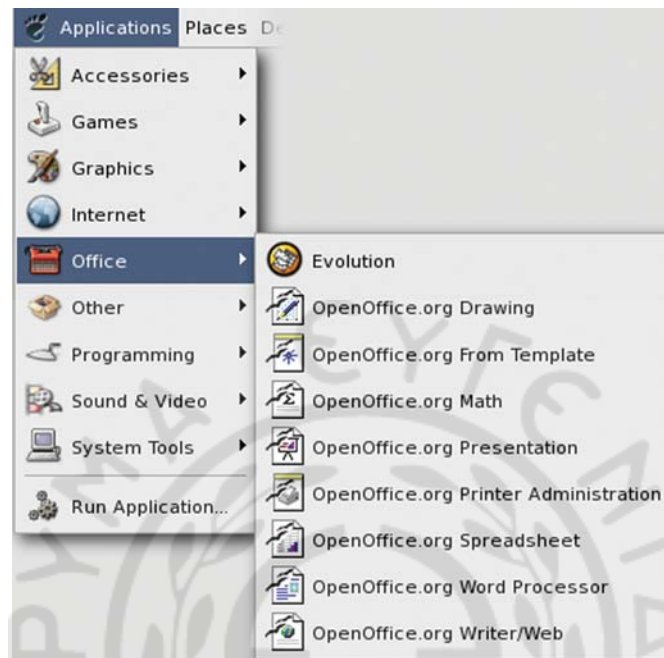 Applications Places De
Accessories
Games
Graphics
Internet
Office
Other
Programming
Sound & Video
System Tools
Run Application...
Evolution
OpenOffice.org Drawing
OpenOffice.org From Template
OpenOffice.org Math
OpenOffice.org Presentation
OpenOffice.org Printer Administration
OpenOffice.org Spreadsheet
OpenOffice.org Word Processor
OpenOffice.org Writer/Web